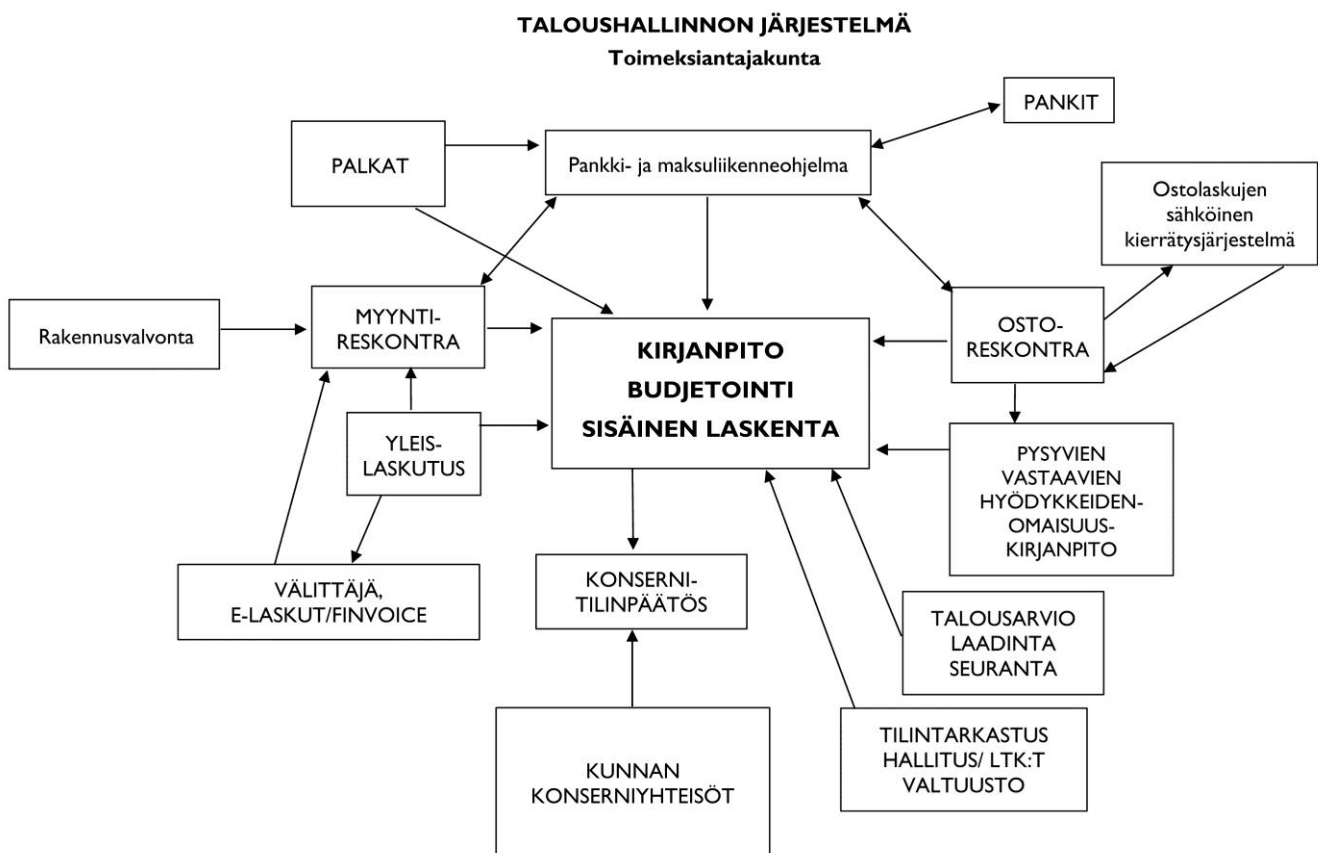 TALOUSHALLINNON JÄRJESTELMÄ
Toimeksiantajakunta
PANKIT
PALKAT
Pankki- ja maksuliikenneohjelma
Ostolaskujen
sähköinen
kierrätysjärjestelmä
Rakennusvalvonta
MYYNTI-
RESKONTRA
KIRJANPITO
BUDJETOINTI
SISÄINEN LASKENTA
OSTO-
RESKONTRA
YLEIS-
LASKUTUS
PYSYVIEN
VASTAAVIEN
HYÖDYKKEIDEN-
OMAISUUS-
KIRJANPITO
VÄLITTÄJÄ,
E-LASKUT/FINVOICE
KONSERNI-
TILINPÄÄTÖS
TALOUSARVIO
LAADINTA
SEURANTA
KUNNAN
KONSERNIYHTEISÖT
TILINTARKASTUS
HALLITUS/ LTK:T
VALTUUSTO